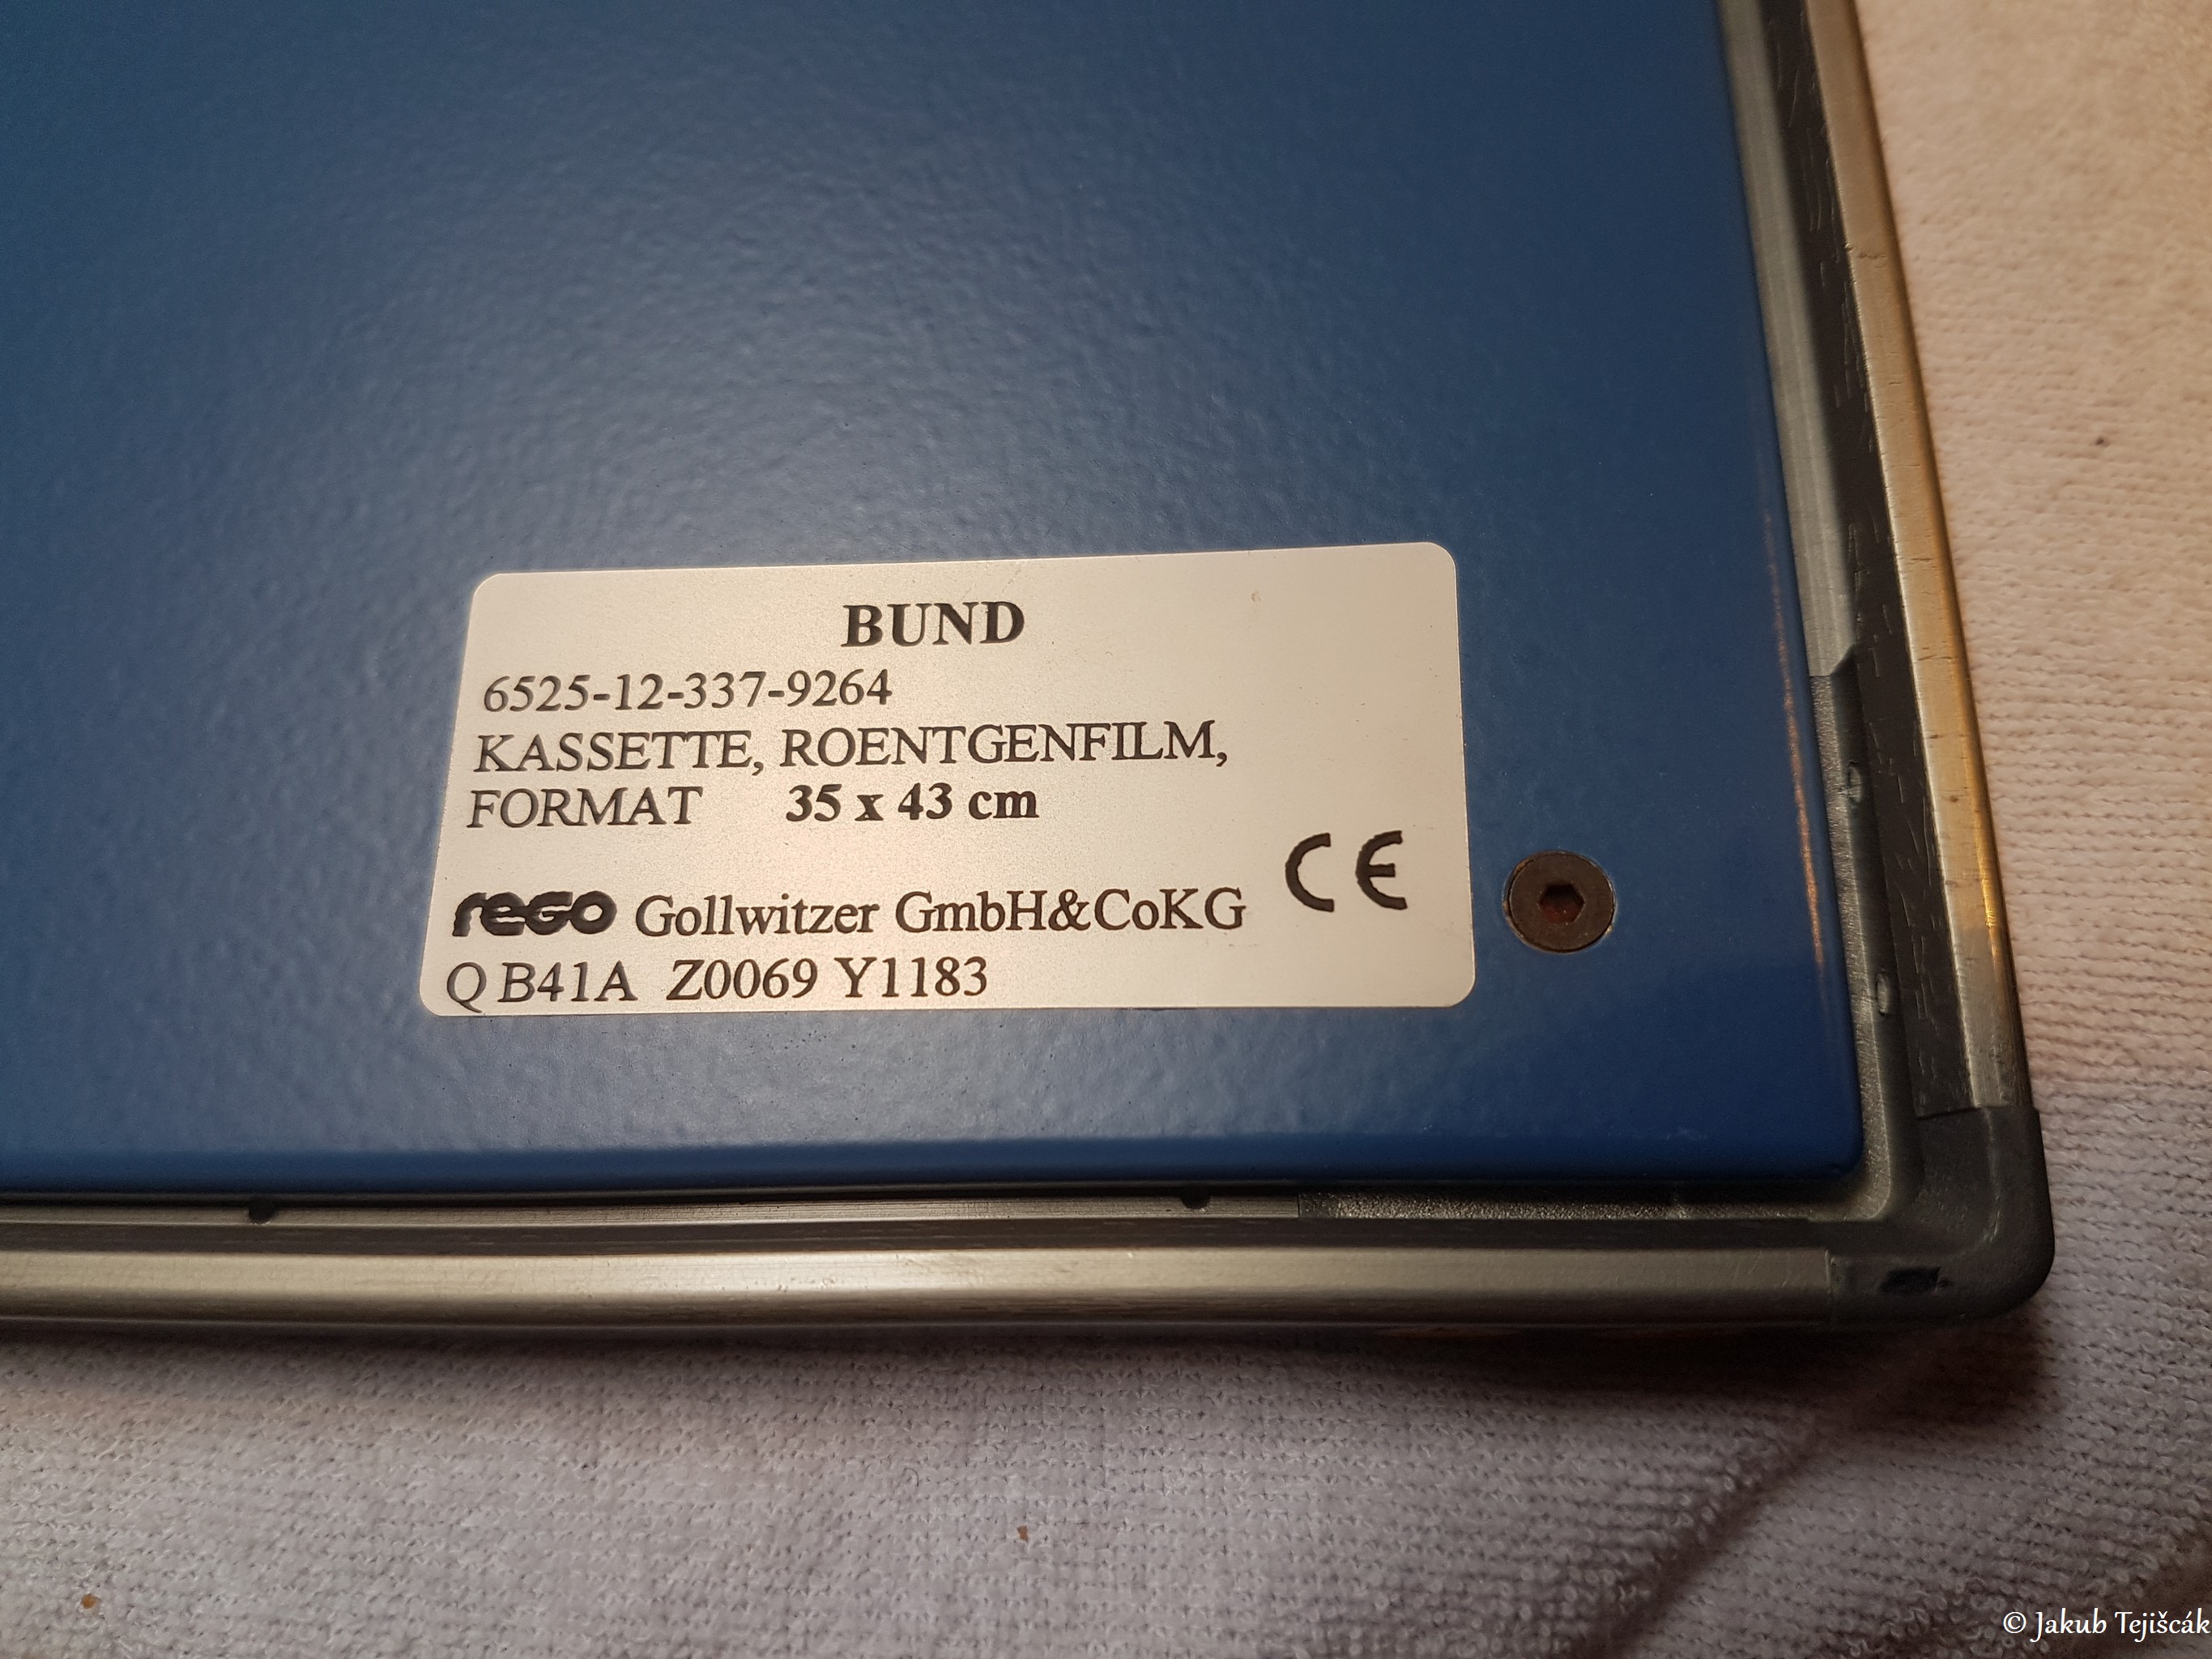 BUND
6525-12-337-9264
KASSETTE, ROENTGENFILM,
FORMAT 35 x 43 cm
CE
rego Gollwitzer GmbH&CoKG
Q B41A Z0069 Y1183
© Jakub Tejišcák